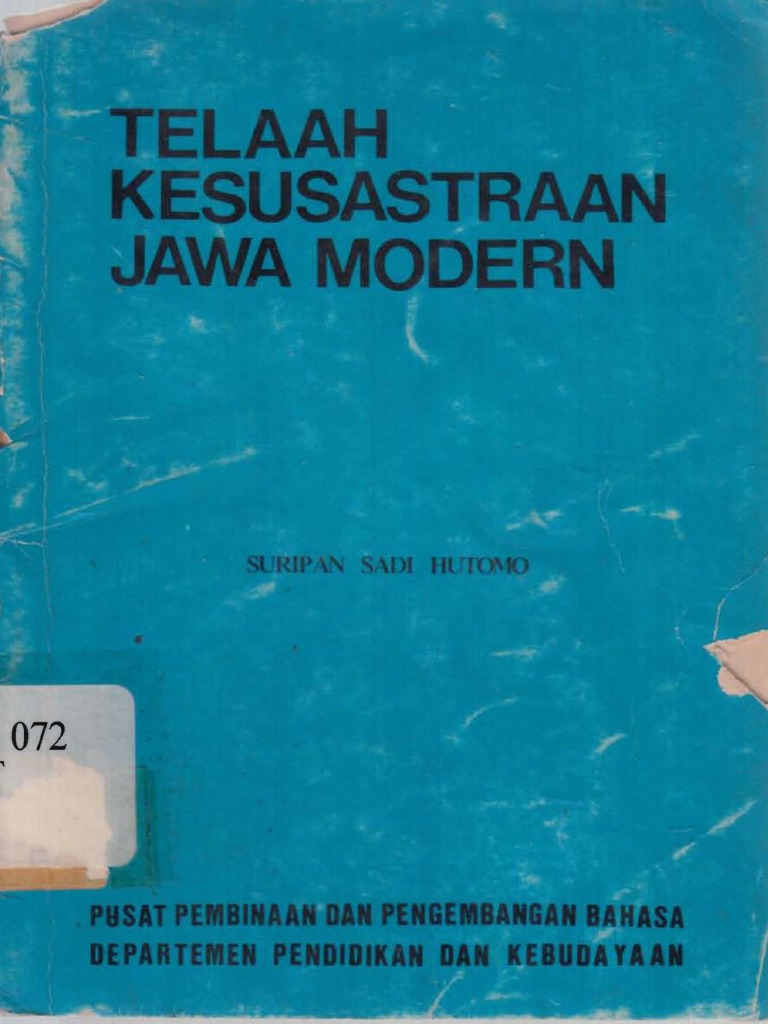 TELAAH
KESUSASTRAAN
JAWA MODERN
SURIPAN SADI HUTOMO
072
PUSAT PEMBINAAN DAN PENGEMBANGAN BAHASA
DEPARTEMEN PENDIDIKAN DAN KEBUDAYAAN